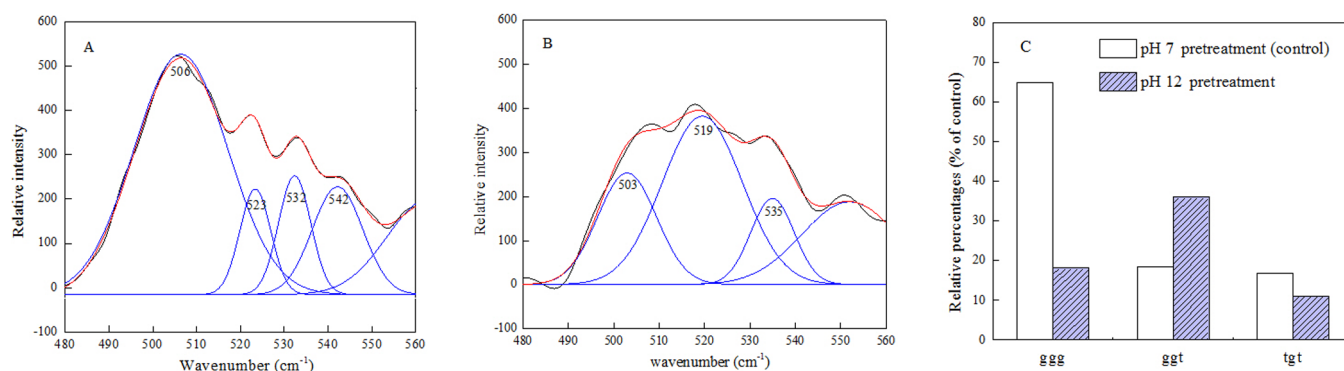 A
600
500
400
300
200
100
0
-100
Relative intensity
506
523
532
542
480 490 500 510 520 530 540 550 560
Wavenumber (cm⁻¹)
B
600
500
400
300
200
100
0
-100
Relative intensity
503
519
535
480 490 500 510 520 530 540 550 560
wavenumber (cm⁻¹)
C
pH 7 pretreatment (control)
pH 12 pretreatment
80
70
60
50
40
30
20
10
0
Relative percentages (% of control)
ggg ggt tgt